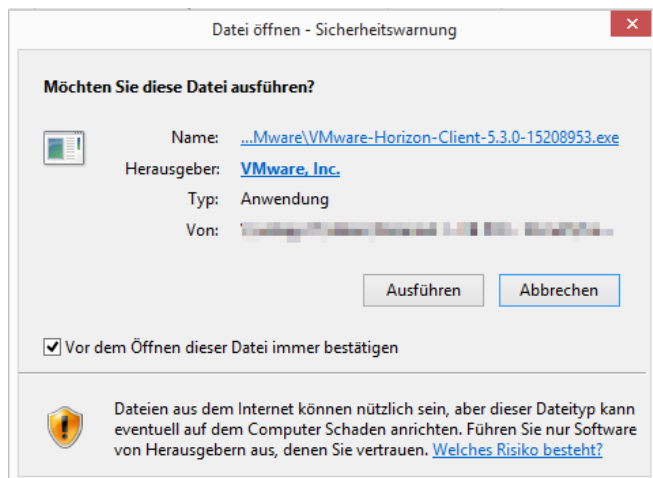 Datei öffnen - Sicherheitswarnung
Möchten Sie diese Datei ausführen?
Name: ...Mware\VMware-Horizon-Client-5.3.0-15208953.exe
Herausgeber: VMware, Inc.
Typ: Anwendung
Von:
Ausführen Abbrechen
Vor dem Öffnen dieser Datei immer bestätigen
Dateien aus dem Internet können nützlich sein, aber dieser Dateityp kann
eventuell auf dem Computer Schaden anrichten. Führen Sie nur Software
von Herausgebern aus, denen Sie vertrauen. Welches Risiko besteht?